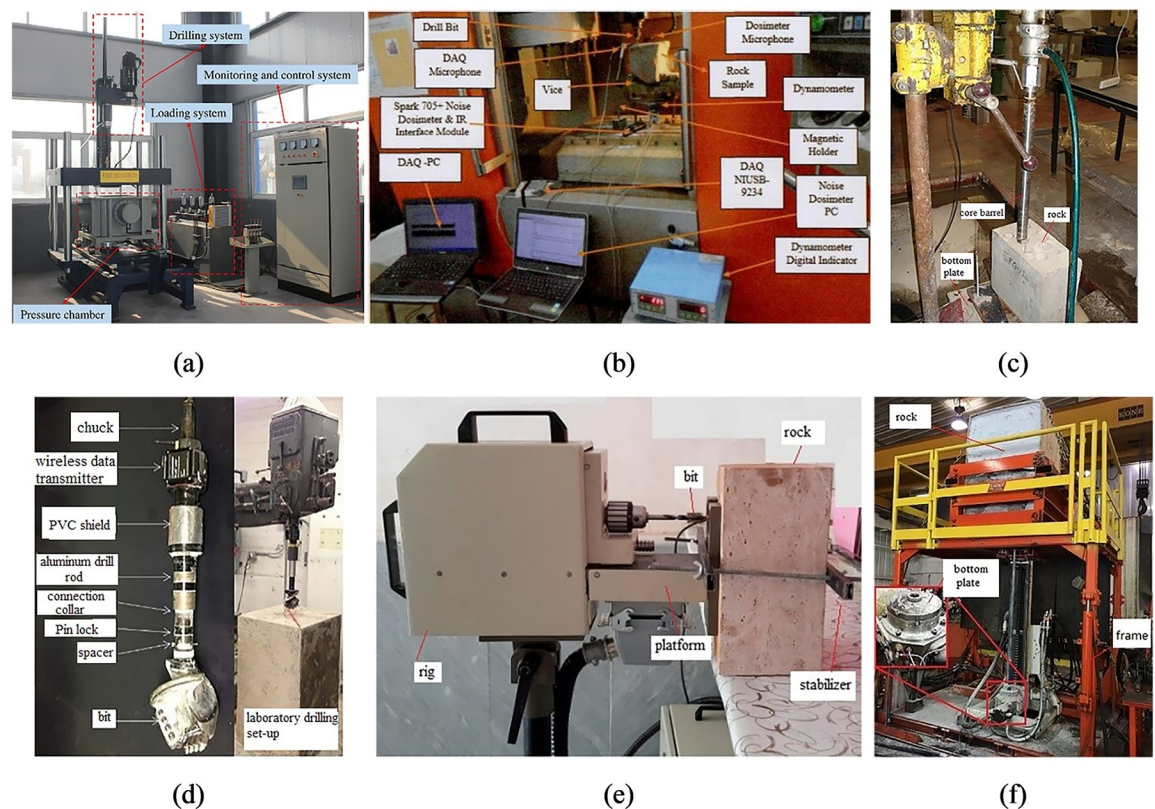 Drilling system
Monitoring and control system
Loading system
Pressure chamber
(a)
Drill Bit
DAQ
Microphone
Spark 705+ Noise
Dosimeter & IR
Interface Module
DAQ -PC
Vice
Dosimeter
Microphone
Rock
Sample
Dynamometer
Magnetic
Holder
DAQ
NIUSB-
9234
Noise
Dosimeter
PC
Dynamometer
Digital Indicator
(b)
core barrel
rock
bottom
plate
(c)
chuck
wireless data
transmitter
PVC shield
aluminum drill
rod
connection
collar
Pin lock
spacer
bit
laboratory drilling
set-up
(d)
rock
bit
platform
rig
stabilizer
(e)
rock
bottom
plate
frame
(f)